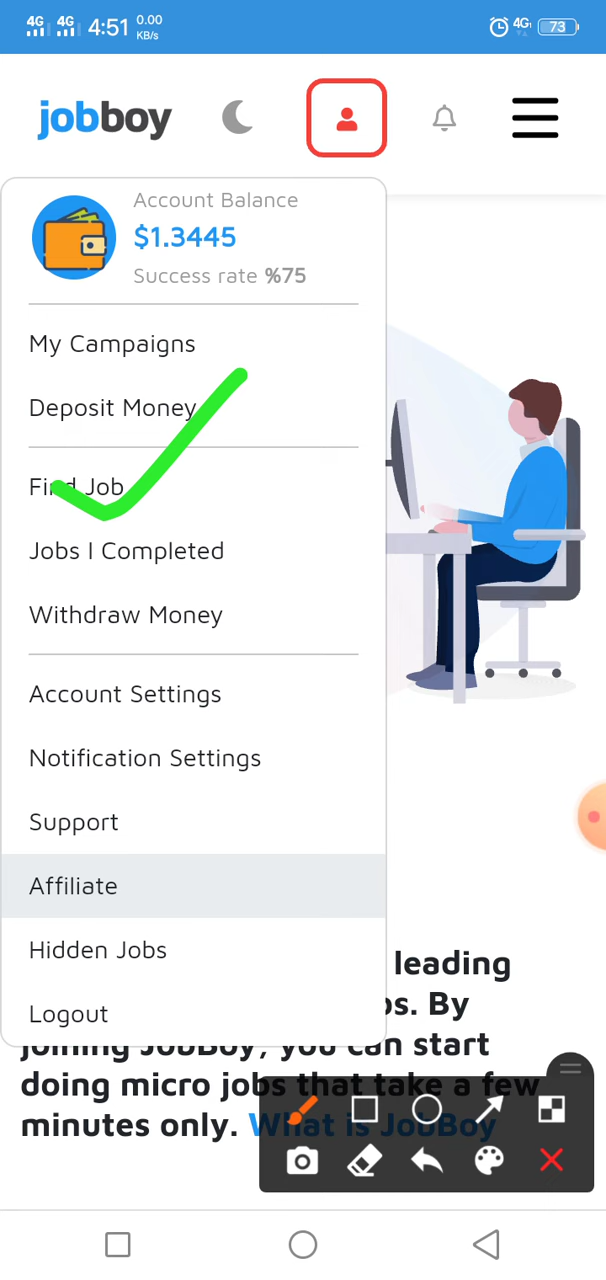 4G 4G 4:51 0.00 KB/s 4G 73
jobboy
Account Balance
$1.3445
Success rate %75
My Campaigns
Deposit Money
Find Job
Jobs I Completed
Withdraw Money
Account Settings
Notification Settings
Support
Affiliate
Hidden Jobs
Logout
leading
os. By
joining JobBoy, you can start
doing micro jobs that take a few
minutes only. What is JobBoy